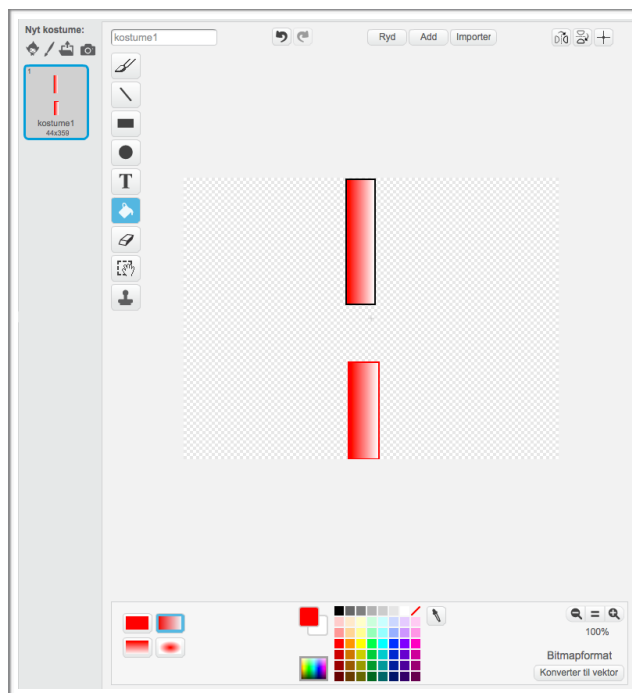 Nyt kostume:
kostume1
Ryd
Add
Importer
1
kostume1
44x359
T
100%
Bitmapformat
Konverter til vektor